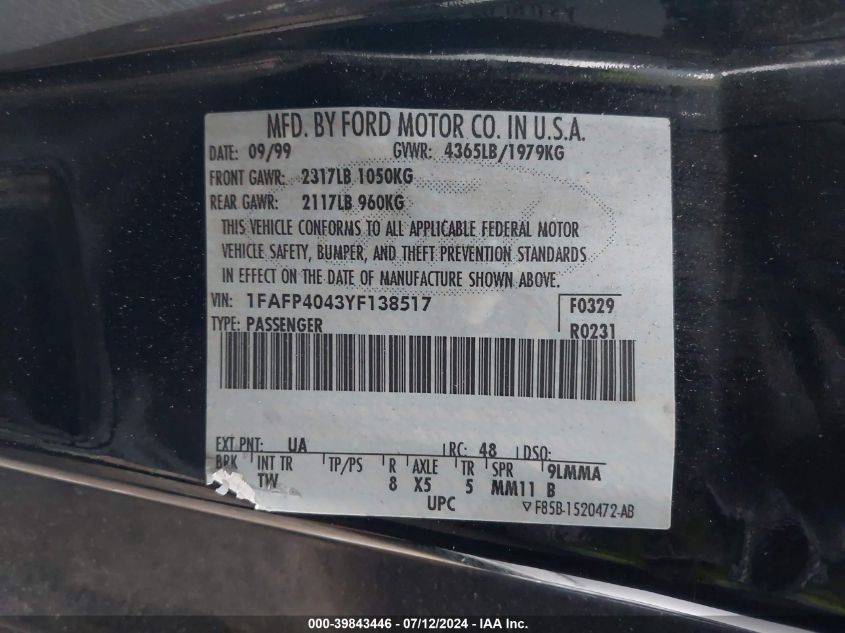 MFD. BY FORD MOTOR CO. IN U.S.A.
DATE: 09/99 GVWR: 4365LB/1979KG
FRONT GAWR: 2317LB 1050KG
REAR GAWR: 2117LB 960KG
THIS VEHICLE CONFORMS TO ALL APPLICABLE FEDERAL MOTOR
VEHICLE SAFETY, BUMPER, AND THEFT PREVENTION STANDARDS
IN EFFECT ON THE DATE OF MANUFACTURE SHOWN ABOVE.
VIN: 1FAFP4043YF138517 F0329
TYPE: PASSENGER R0231
EXT PNT: UA RC: 48 DSO:
BRK INT TR TP/PS R AXLE TR SPR 9LMMA
TW 8 X5 5 MM11 B
UPC ▽F85B-1520472-AB
000-39843446 / 07/12/2024 - IAA Inc.